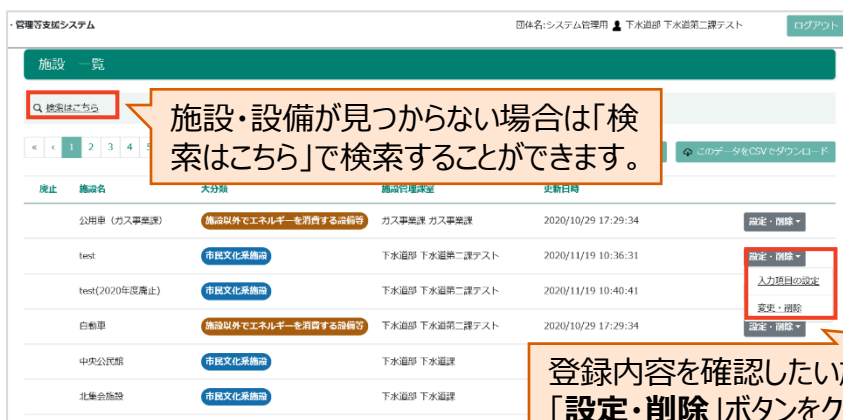 ・管理等支援システム
団体名:システム管理用 下水道部 下水道第二課テスト ログアウト
施設 一覧
検索はこちら
施設・設備が見つからない場合は「検
索はこちら」で検索することができます。
« ‹ 1 2 3 4 5
このデータをCSVでダウンロード
廃止 施設名 大分類 施設管理課室 更新日時
公用車（ガス事業課） 施設以外でエネルギーを消費する設備等 ガス事業課 ガス事業課 2020/10/29 17:29:34 設定・削除
test 市民文化系施設 下水道部 下水道第二課テスト 2020/11/19 10:36:31 設定・削除
入力項目の設定
test(2020年度廃止) 市民文化系施設 下水道部 下水道第二課テスト 2020/11/19 10:40:41
変更・削除
自動車 施設以外でエネルギーを消費する設備等 下水道部 下水道第二課テスト 2020/10/29 17:29:34 設定・削除
中央公民館 市民文化系施設 下水道部 下水道課
北集会施設 市民文化系施設 下水道部 下水道課
登録内容を確認したい
「設定・削除」ボタンをク